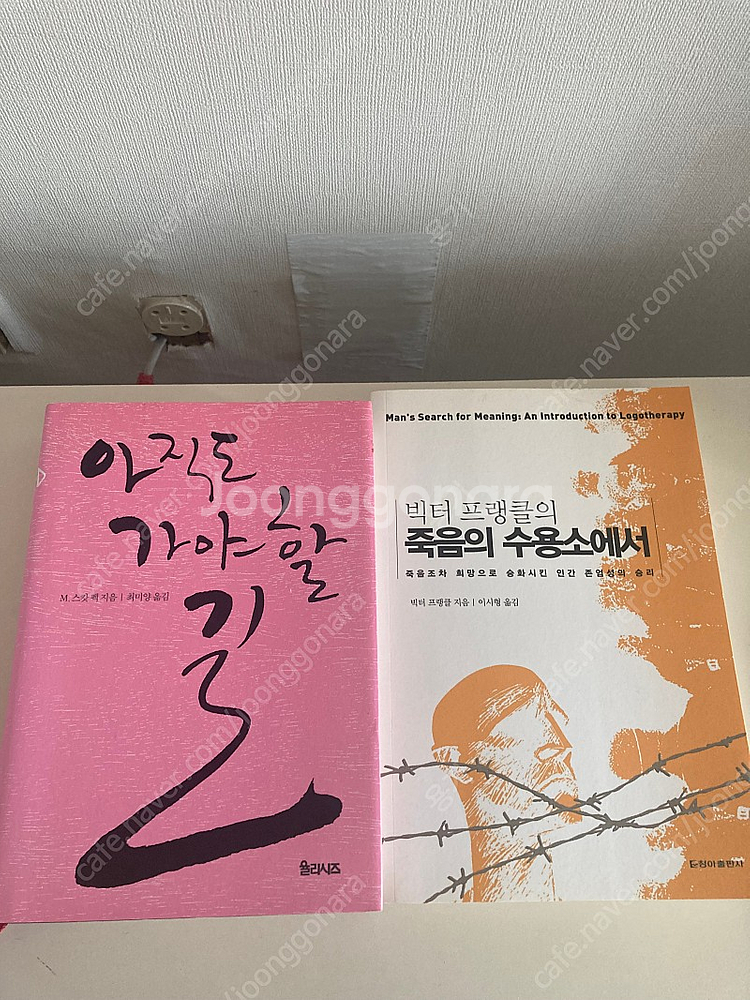 아직도
가야 할
길
M. 스캇 펙 지음 | 최미양 옮김
율리시즈
Man's Search for Meaning: An Introduction to Logotherapy
빅터 프랭클의
죽음의 수용소에서
죽음조차 희망으로 승화시킨 인간 존엄성의 승리
빅터 프랭클 지음 | 이시형 옮김
청아출판사
Joonggonara
cafe.naver.com/joonggonara